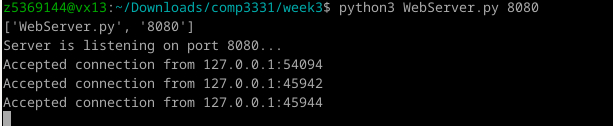 z5369144@vx13:~/Downloads/comp3331/week3$ python3 WebServer.py 8080
['WebServer.py', '8080']
Server is listening on port 8080...
Accepted connection from 127.0.0.1:54094
Accepted connection from 127.0.0.1:45942
Accepted connection from 127.0.0.1:45944